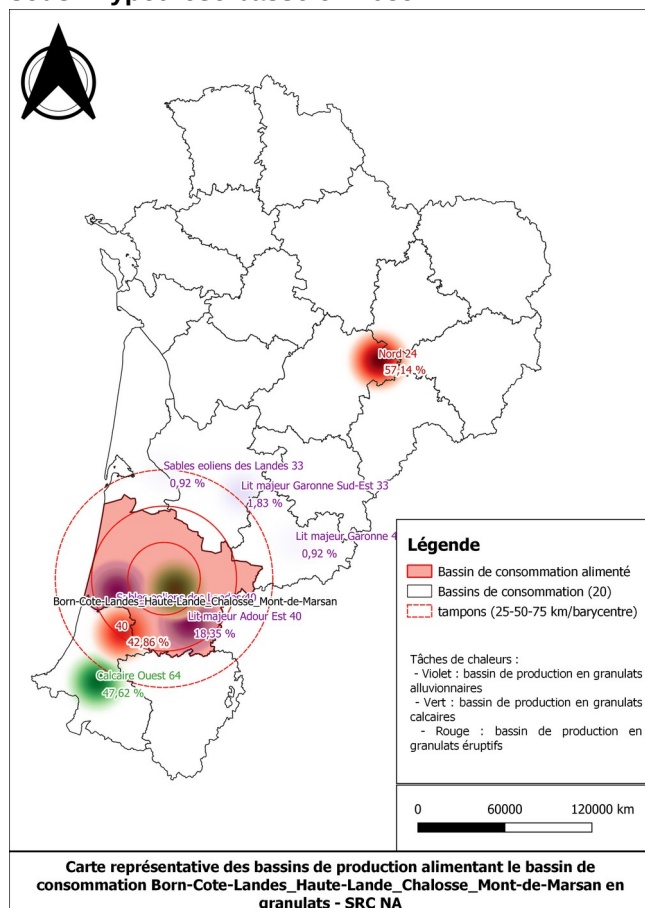 Nord 24
57,14 %
Sables eoliens des Landes 33
0,92 %
Lit majeur Garonne Sud-Est 33
1,83 %
Lit majeur Garonne 4
0,92 %
Sables eoliens des Landes 40
Born-Cote-Landes_Haute-Lande_Chalosse_Mont-de-Marsan
Lit majeur Adour Est 40
18,35 %
40
42,86 %
Calcaire Ouest 64
47,62 %
Légende
Bassin de consommation alimenté
Bassins de consommation (20)
tampons (25-50-75 km/barycentre)
Tâches de chaleurs :
- Violet : bassin de production en granulats
alluvionnaires
- Vert : bassin de production en granulats
calcaires
- Rouge : bassin de production en
granulats éruptifs
0 60000 120000 km
Carte représentative des bassins de production alimentant le bassin de
consommation Born-Cote-Landes_Haute-Lande_Chalosse_Mont-de-Marsan en
granulats - SRC NA